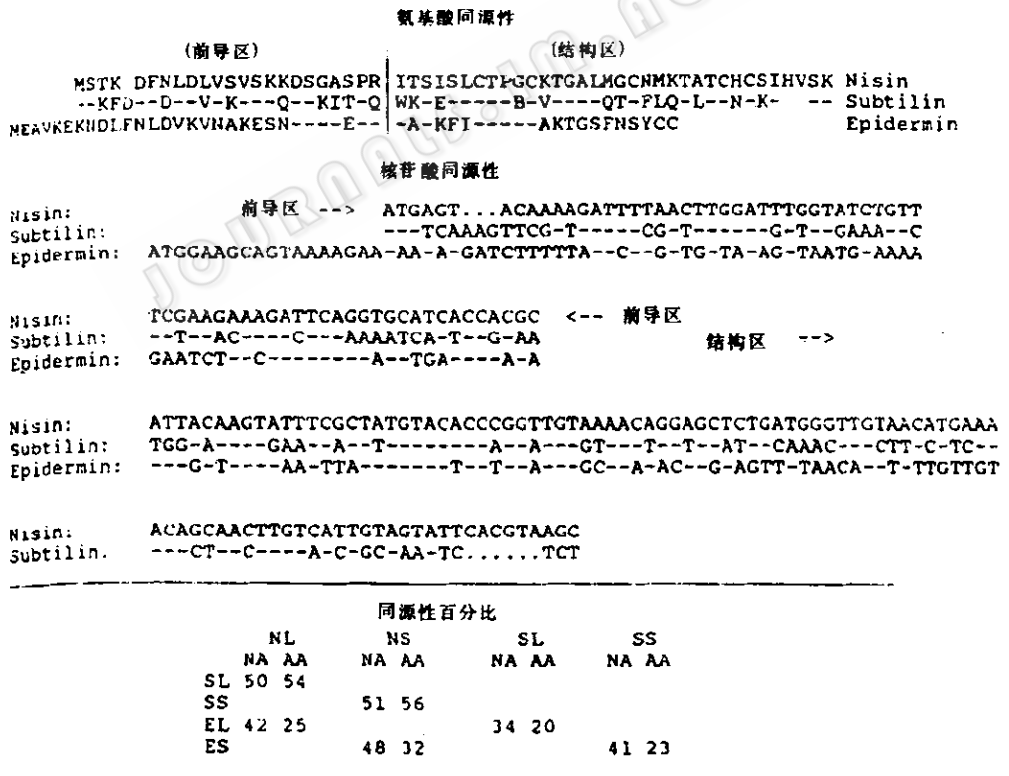 氨基酸同源性
(前导区) (结构区)
MSTK DFNLDLVSVSKKDSGASPR ITSISLCTPGCKTGALMGCNMKTATCHCSIHVSK Nisin
--KFD--D--V-K---Q--KIT-Q WK-E-----B-V----QT-FLQ-L--N-K- -- Subtilin
MEAVKEKNDLFNLDVKVNAKESN----E-- -A-KFI-----AKTGSFNSYCC Epidermin
核苷酸同源性
Nisin: 前导区 --> ATGAGT...ACAAAAGATTTTAACTTGGATTTGGTATCTGTT
Subtilin: ---TCAAAGTTCG-T-----CG-T------G-T--GAAA--C
Epidermin: ATGGAAGCAGTAAAAGAA-AA-A-GATCTTTTTA--C--G-TG-TA-AG-TAATG-AAAA
Nisin: TCGAAGAAAGATTCAGGTGCATCACCACGC <-- 前导区
Subtilin: --T--AC----C---AAAATCA-T--G-AA 结构区 -->
Epidermin: GAATCT--C---------A--TGA----A-A
Nisin: ATTACAAGTATTTCGCTATGTACACCCGGTTGTAAAACAGGAGCTCTGATGGGTTGTAACATGAAA
Subtilin: TGG-A----GAA--A--T--------A--A---GT---T--T--AT--CAAAC---CTT-C-TC--
Epidermin: ---G-T----AA-TTA-------T--T--A---GC--A-AC--G-AGTT-TAACA--T-TTGTTGT
Nisin: ACAGCAACTTGTCATTGTAGTATTCACGTAAGC
Subtilin. ---CT--C----A-C-GC-AA-TC......TCT
同源性百分比
NL NS SL SS
NA AA NA AA NA AA NA AA
SL 50 54
SS 51 56
EL 42 25 34 20
ES 48 32 41 23